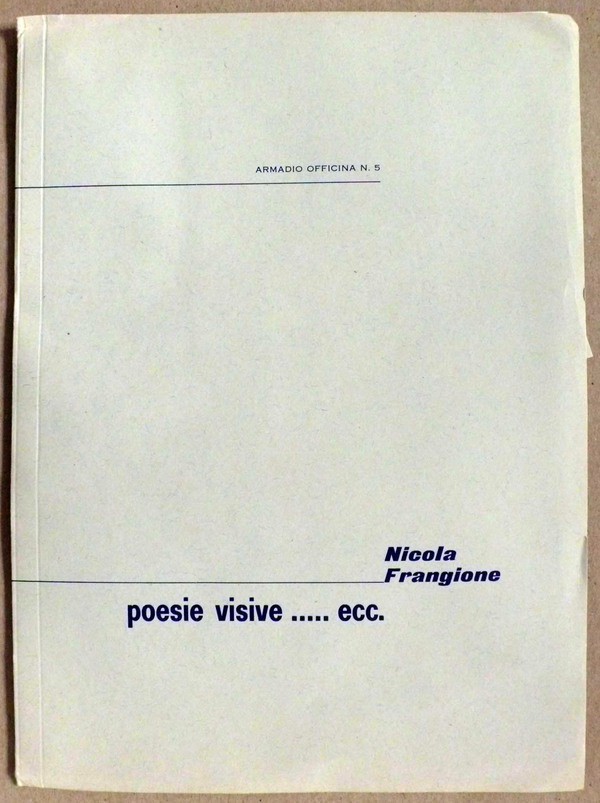 ARMADIO OFFICINA N. 5
Nicola
Frangione
poesie visive ..... ecc.